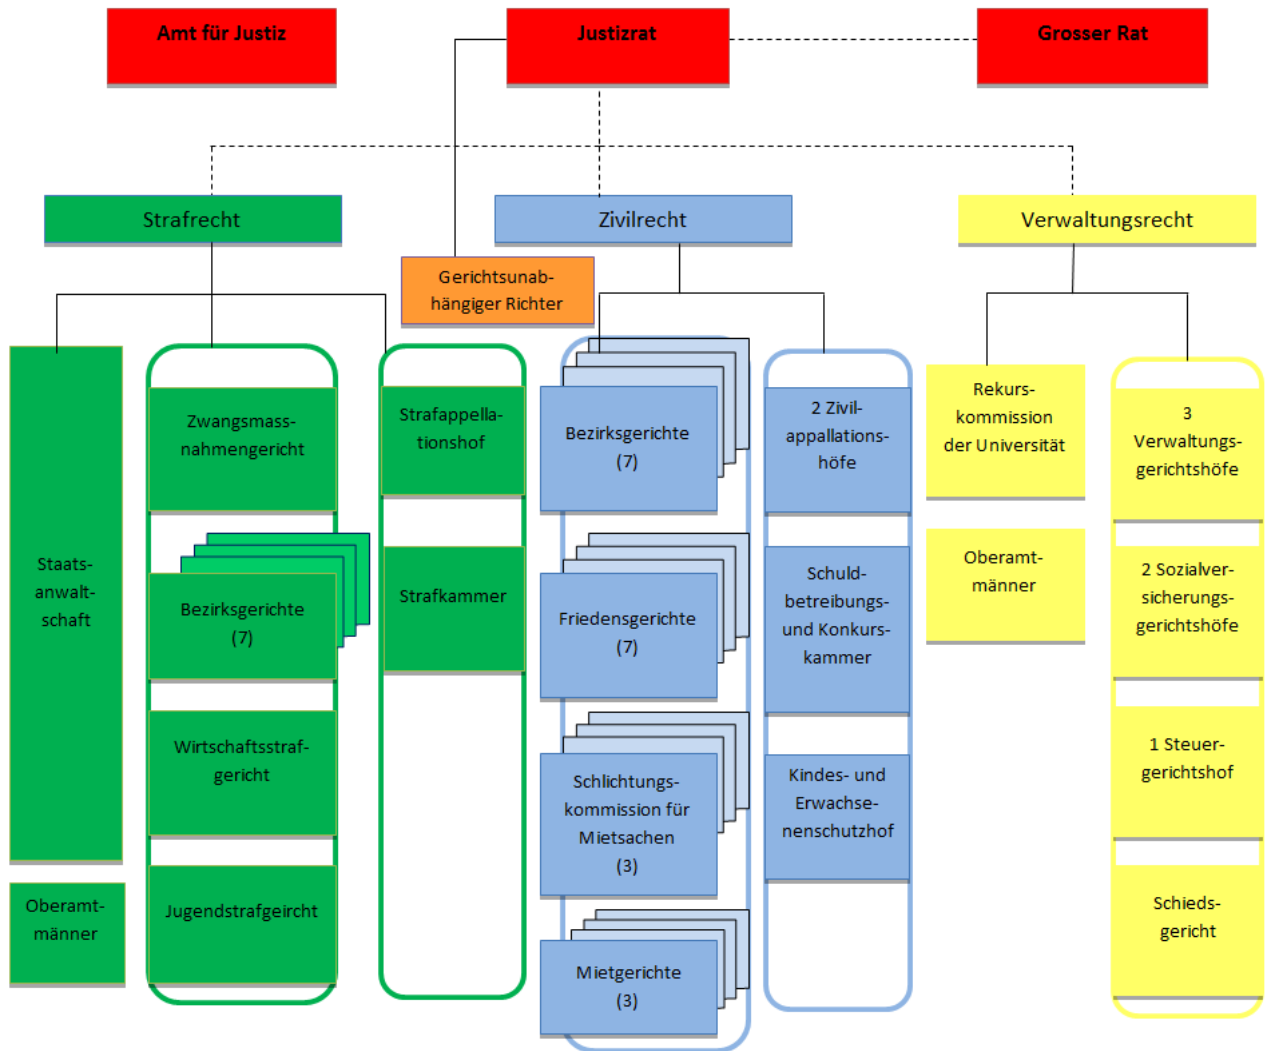 Amt für Justiz
Justizrat
Grosser Rat
Strafrecht
Zivilrecht
Verwaltungsrecht
Gerichtsunab-
hängiger Richter
Staats-
anwalt-
schaft
Oberamt-
männer
Zwangsmass-
nahmengericht
Bezirksgerichte
(7)
Wirtschaftsstraf-
gericht
Jugendstrafgeircht
Strafappella-
tionshof
Strafkammer
Bezirksgerichte
(7)
Friedensgerichte
(7)
Schlichtungs-
kommission für
Mietsachen
(3)
Mietgerichte
(3)
2 Zivil-
appallations-
höfe
Schuld-
betreibungs-
und Konkurs-
kammer
Kindes- und
Erwachse-
nenschutzhof
Rekurs-
kommission
der Universität
Oberamt-
männer
3
Verwaltungs-
gerichtshöfe
2 Sozialver-
sicherungs-
gerichtshöfe
1 Steuer-
gerichtshof
Schieds-
gericht